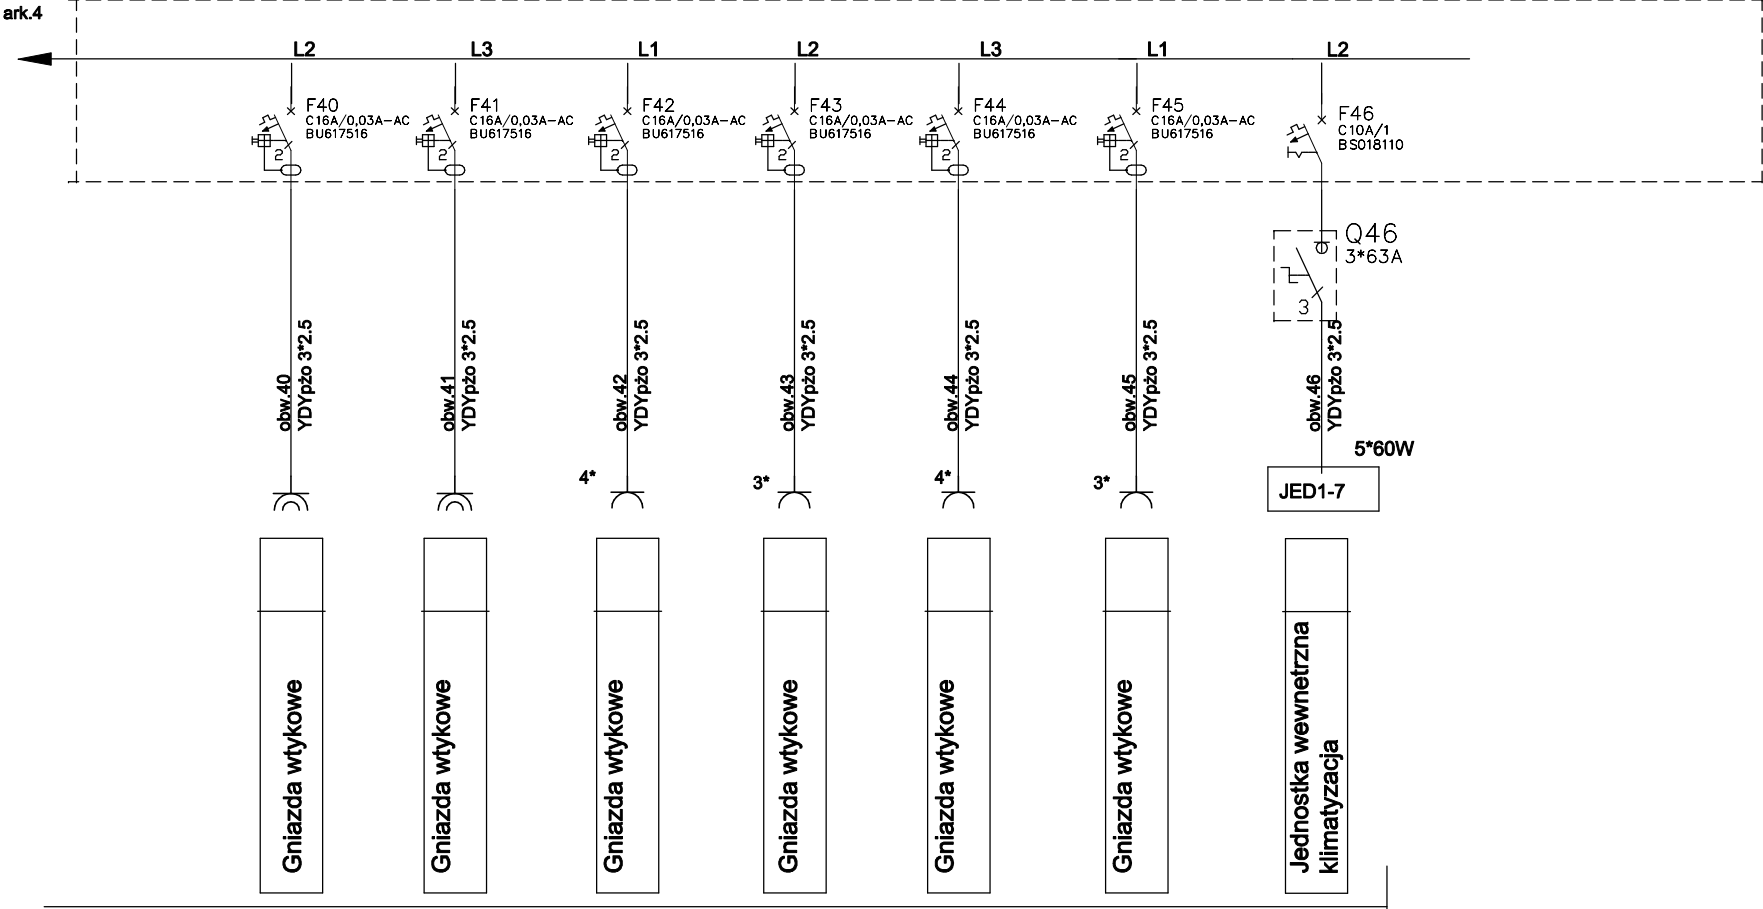 ark.4
L2
L3
L1
L2
L3
L1
L2
F40
C16A/0,03A-AC
BU617516
2
F41
C16A/0,03A-AC
BU617516
2
F42
C16A/0,03A-AC
BU617516
2
F43
C16A/0,03A-AC
BU617516
2
F44
C16A/0,03A-AC
BU617516
2
F45
C16A/0,03A-AC
BU617516
2
F46
C10A/1
BS018110
Q46
3*63A
3
obw.40
YDYpżo 3*2.5
obw.41
YDYpżo 3*2.5
obw.42
YDYpżo 3*2.5
obw.43
YDYpżo 3*2.5
obw.44
YDYpżo 3*2.5
obw.45
YDYpżo 3*2.5
obw.46
YDYpżo 3*2.5
4*
3*
4*
3*
5*60W
JED1-7
Gniazda wtykowe
Gniazda wtykowe
Gniazda wtykowe
Gniazda wtykowe
Gniazda wtykowe
Gniazda wtykowe
Jednostka wewnetrzna
klimatyzacja